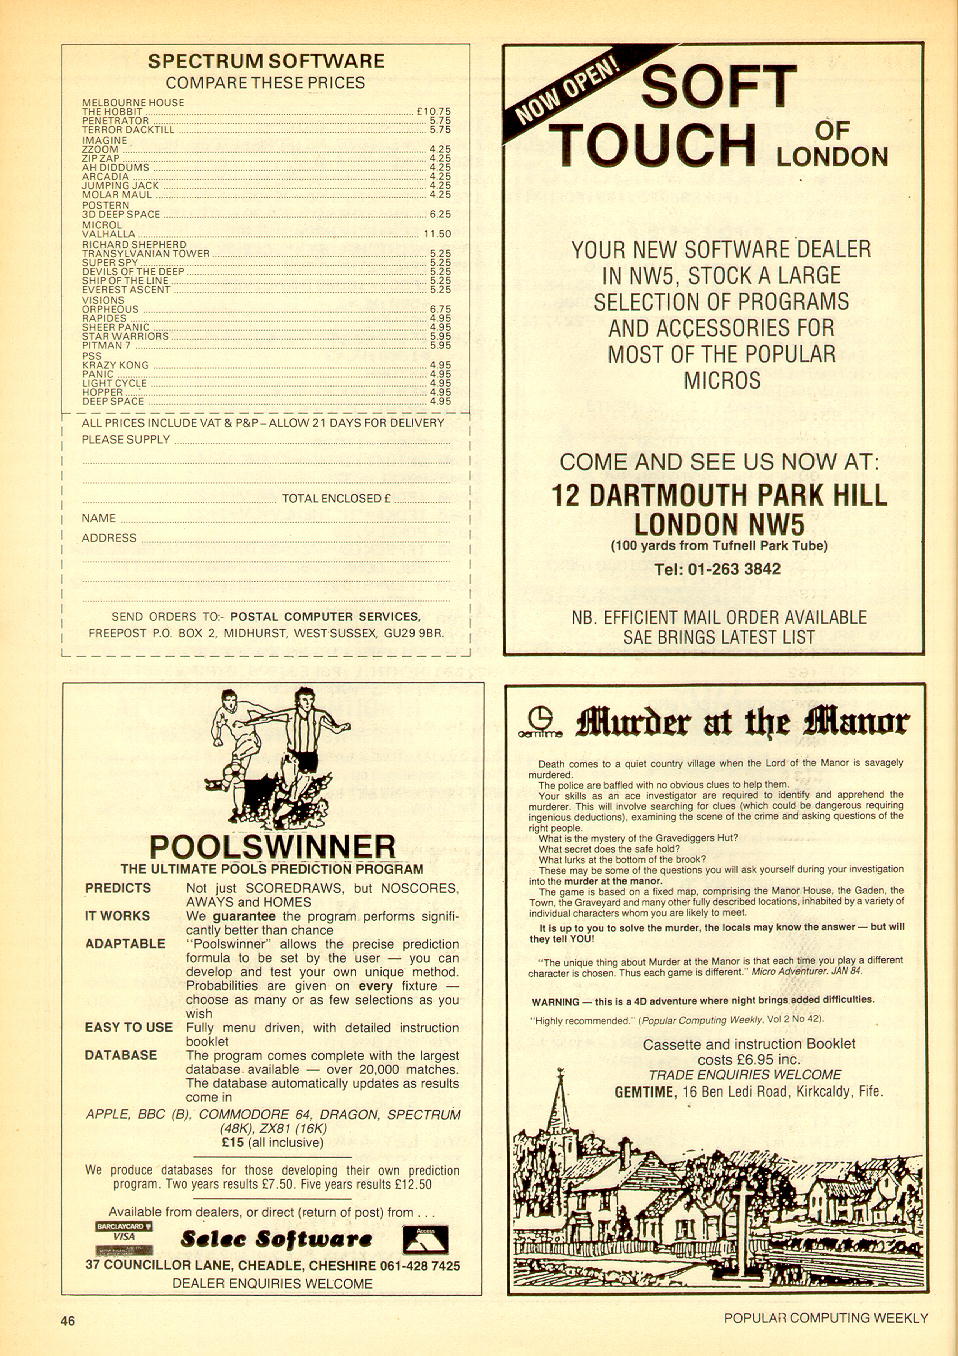 SPECTRUM SOFTWARE
COMPARE THESE PRICES
MELBOURNE HOUSE
THE HOBBIT £10.75
PENETRATOR 5.75
TERROR DACKTILL 5.75
IMAGINE
ZZOOM 4.25
ZIP ZAP 4.25
AH DIDDUMS 4.25
ARCADIA 4.25
JUMPING JACK 4.25
MOLAR MAUL 4.25
POSTERN
3D DEEP SPACE 6.25
MICROL
VALHALLA 11.50
RICHARD SHEPHERD
TRANSYLVANIAN TOWER 5.25
SUPER SPY 5.25
DEVILS OF THE DEEP 5.25
SHIP OF THE LINE 5.25
EVEREST ASCENT 5.25
VISIONS
ORPHEOUS 6.75
RAPIDES 4.95
SHEER PANIC 4.95
STAR WARRIORS 5.95
PITMAN 7 5.95
PSS
KRAZY KONG 4.95
PANIC 4.95
LIGHT CYCLE 4.95
HOPPER 4.95
DEEP SPACE 4.95
ALL PRICES INCLUDE VAT & P&P – ALLOW 21 DAYS FOR DELIVERY
PLEASE SUPPLY
TOTAL ENCLOSED £
NAME
ADDRESS
SEND ORDERS TO:- POSTAL COMPUTER SERVICES,
FREEPOST P.O. BOX 2, MIDHURST, WEST SUSSEX, GU29 9BR.
NOW OPEN!
SOFT
TOUCH OF
LONDON
YOUR NEW SOFTWARE DEALER
IN NW5, STOCK A LARGE
SELECTION OF PROGRAMS
AND ACCESSORIES FOR
MOST OF THE POPULAR
MICROS
COME AND SEE US NOW AT:
12 DARTMOUTH PARK HILL
LONDON NW5
(100 yards from Tufnell Park Tube)
Tel: 01-263 3842
NB. EFFICIENT MAIL ORDER AVAILABLE
SAE BRINGS LATEST LIST
POOLSWINNER
THE ULTIMATE POOLS PREDICTION PROGRAM
PREDICTS Not just SCOREDRAWS, but NOSCORES,
AWAYS and HOMES
IT WORKS We guarantee the program performs signifi-
cantly better than chance
ADAPTABLE "Poolswinner" allows the precise prediction
formula to be set by the user — you can
develop and test your own unique method.
Probabilities are given on every fixture —
choose as many or as few selections as you
wish
EASY TO USE Fully menu driven, with detailed instruction
booklet
DATABASE The program comes complete with the largest
database available — over 20,000 matches.
The database automatically updates as results
come in
APPLE, BBC (B), COMMODORE 64, DRAGON, SPECTRUM
(48K), ZX81 (16K)
£15 (all inclusive)
We produce databases for those developing their own prediction
program. Two years results £7.50. Five years results £12.50
Available from dealers, or direct (return of post) from . . .
BARCLAYCARD
VISA
Selec Software
Access
37 COUNCILLOR LANE, CHEADLE, CHESHIRE 061-428 7425
DEALER ENQUIRIES WELCOME
gemtime
Murder at the Manor
Death comes to a quiet country village when the Lord of the Manor is savagely
murdered.
The police are baffled with no obvious clues to help them.
Your skills as an ace investigator are required to identify and apprehend the
murderer. This will involve searching for clues (which could be dangerous requiring
ingenious deductions), examining the scene of the crime and asking questions of the
right people.
What is the mystery of the Gravediggers Hut?
What secret does the safe hold?
What lurks at the bottom of the brook?
These may be some of the questions you will ask yourself during your investigation
into the murder at the manor.
The game is based on a fixed map, comprising the Manor House, the Gaden, the
Town, the Graveyard and many other fully described locations, inhabited by a variety of
individual characters whom you are likely to meet.
It is up to you to solve the murder, the locals may know the answer — but will
they tell YOU!
"The unique thing about Murder at the Manor is that each time you play a different
character is chosen. Thus each game is different." Micro Adventurer. JAN 84.
WARNING — this is a 4D adventure where night brings added difficulties.
"Highly recommended." (Popular Computing Weekly, Vol 2 No 42).
Cassette and instruction Booklet
costs £6.95 inc.
TRADE ENQUIRIES WELCOME
GEMTIME, 16 Ben Ledi Road, Kirkcaldy, Fife.
46
POPULAR COMPUTING WEEKLY